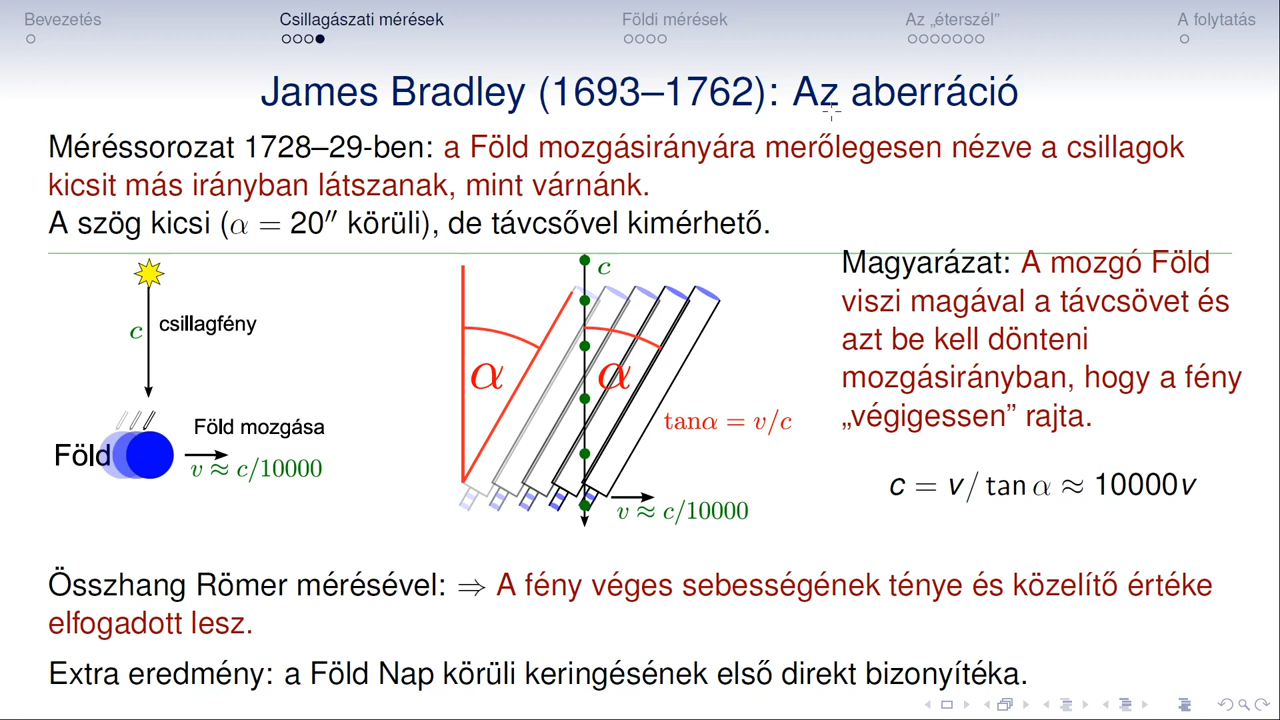 Bevezetés
Csillagászati mérések
Földi mérések
Az „éterszél”
A folytatás
James Bradley (1693–1762): Az aberráció
Méréssorozat 1728–29-ben: a Föld mozgásirányára merőlegesen nézve a csillagok
kicsit más irányban látszanak, mint várnánk.
A szög kicsi (α = 20″ körüli), de távcsővel kimérhető.
c
csillagfény
Föld mozgása
Föld
v ≈ c/10000
c
α
α
tanα = v/c
v ≈ c/10000
Magyarázat: A mozgó Föld
viszi magával a távcsövet és
azt be kell dönteni
mozgásirányban, hogy a fény
„végigessen” rajta.
c = v/ tan α ≈ 10000v
Összhang Römer mérésével: ⇒ A fény véges sebességének ténye és közelítő értéke
elfogadott lesz.
Extra eredmény: a Föld Nap körüli keringésének első direkt bizonyítéka.